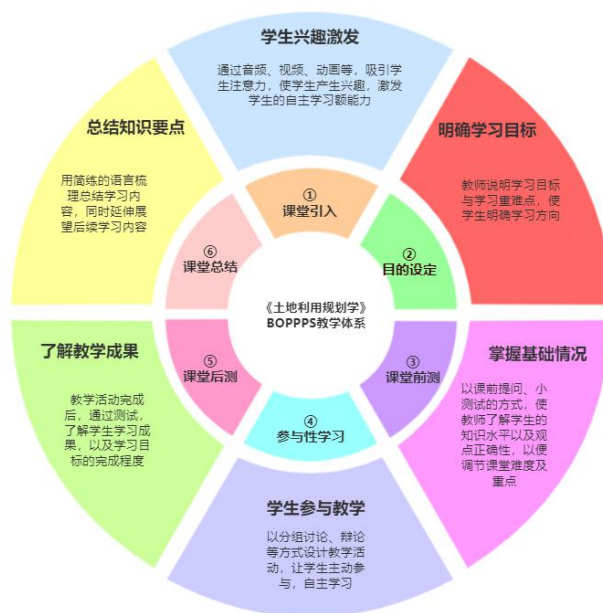 学生兴趣激发
通过音频、视频、动画等，吸引学
生注意力，使学生产生兴趣，激发
学生的自主学习额能力
明确学习目标
教师说明学习目标
与学习重难点，使
学生明确学习方向
掌握基础情况
以课前提问、小
测试的方式，使
教师了解学生的
知识水平以及观
点正确性，以便
调节课堂难度及
重点
学生参与教学
以分组讨论、辩论
等方式设计教学活
动，让学生主动参
与，自主学习
了解教学成果
教学活动完成
后，通过测试，
了解学生学习成
果，以及学习目
标的完成程度
总结知识要点
用简练的语言梳
理总结学习内
容，同时延伸展
望后续学习内容
①
课堂引入
②
目的设定
③
课堂前测
④
参与性学习
⑤
课堂后测
⑥
课堂总结
《土地利用规划学》
BOPPPS教学体系